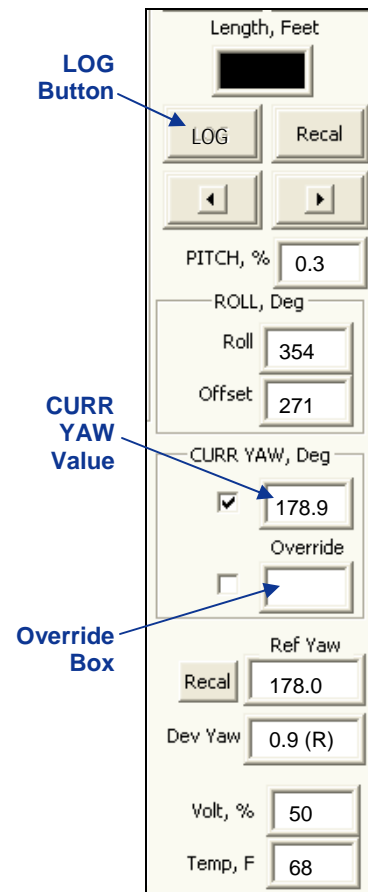 Length, Feet
LOG
Button
LOG
Recal
PITCH, %
0.3
ROLL, Deg
Roll
354
Offset
271
CURR
YAW
Value
CURR YAW, Deg
178.9
Override
Override
Box
Ref Yaw
Recal
178.0
Dev Yaw
0.9 (R)
Volt, %
50
Temp, F
68